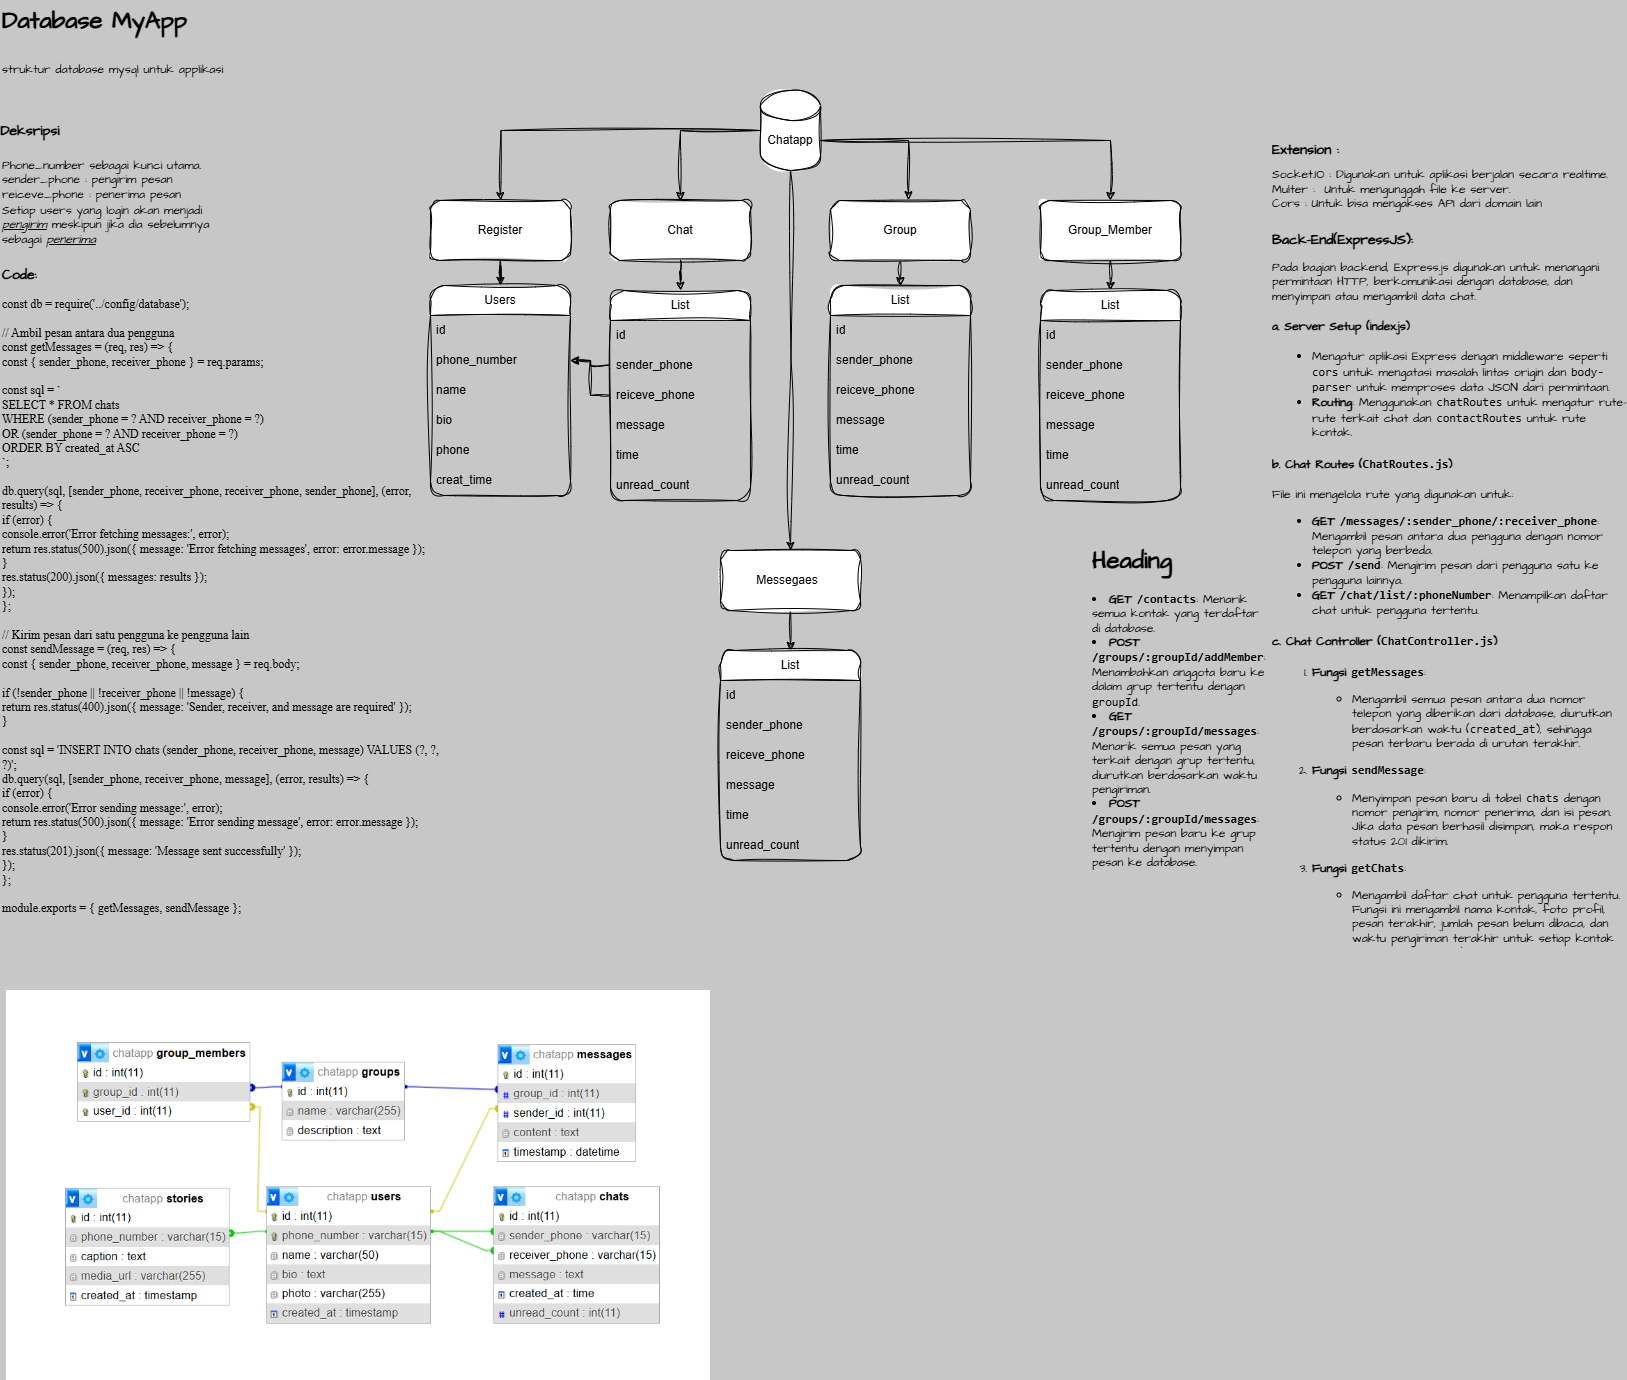 Database MyApp
struktur database mysql untuk applikasi
Deksripsi
Phone_number sebagai kunci utama.
sender_phone : pengirim pesan
reiceve_phone : penerima pesan
Setiap users yang login akan menjadi
pengirim meskipun jika dia sebelumnya
sebagai penerima
Code:
const db = require('../config/database');
// Ambil pesan antara dua pengguna
const getMessages = (req, res) => {
const { sender_phone, receiver_phone } = req.params;
const sql = `
SELECT * FROM chats
WHERE (sender_phone = ? AND receiver_phone = ?)
OR (sender_phone = ? AND receiver_phone = ?)
ORDER BY created_at ASC
`;
db.query(sql, [sender_phone, receiver_phone, receiver_phone, sender_phone], (error,
results) => {
if (error) {
console.error('Error fetching messages:', error);
return res.status(500).json({ message: 'Error fetching messages', error: error.message });
}
res.status(200).json({ messages: results });
});
};
// Kirim pesan dari satu pengguna ke pengguna lain
const sendMessage = (req, res) => {
const { sender_phone, receiver_phone, message } = req.body;
if (!sender_phone || !receiver_phone || !message) {
return res.status(400).json({ message: 'Sender, receiver, and message are required' });
}
const sql = 'INSERT INTO chats (sender_phone, receiver_phone, message) VALUES (?, ?,
?)';
db.query(sql, [sender_phone, receiver_phone, message], (error, results) => {
if (error) {
console.error('Error sending message:', error);
return res.status(500).json({ message: 'Error sending message', error: error.message });
}
res.status(201).json({ message: 'Message sent successfully' });
});
};
module.exports = { getMessages, sendMessage };
Chatapp
Register
Users
id
phone_number
name
bio
phone
creat_time
Chat
List
id
sender_phone
reiceve_phone
message
time
unread_count
Group
List
id
sender_phone
reiceve_phone
message
time
unread_count
Group_Member
List
id
sender_phone
reiceve_phone
message
time
unread_count
Messegaes
List
id
sender_phone
reiceve_phone
message
time
unread_count
Heading
• GET /contacts: Menarik
semua kontak yang terdaftar
di database.
• POST
/groups/:groupId/addMember:
Menambahkan anggota baru ke
dalam grup tertentu dengan
groupId.
• GET
/groups/:groupId/messages:
Menarik semua pesan yang
terkait dengan grup tertentu,
diurutkan berdasarkan waktu
pengiriman.
• POST
/groups/:groupId/messages:
Mengirim pesan baru ke grup
tertentu dengan menyimpan
pesan ke database.
Extension :
SocketIO : Digunakan untuk aplikasi berjalan secara realtime.
Multer : Untuk mengunggah file ke server.
Cors : Untuk bisa mengakses API dari domain lain
Back-End(ExpressJS):
Pada bagian backend, Express.js digunakan untuk menangani
permintaan HTTP, berkomunikasi dengan database, dan
menyimpan atau mengambil data chat.
a. Server Setup (index.js)
• Mengatur aplikasi Express dengan middleware seperti
cors untuk mengatasi masalah lintas origin dan body-
parser untuk memproses data JSON dari permintaan.
• Routing: Menggunakan chatRoutes untuk mengatur rute-
rute terkait chat dan contactRoutes untuk rute
kontak.
b. Chat Routes (ChatRoutes.js)
File ini mengelola rute yang digunakan untuk:
• GET /messages/:sender_phone/:receiver_phone:
Mengambil pesan antara dua pengguna dengan nomor
telepon yang berbeda.
• POST /send: Mengirim pesan dari pengguna satu ke
pengguna lainnya.
• GET /chat/list/:phoneNumber: Menampilkan daftar
chat untuk pengguna tertentu.
c. Chat Controller (ChatController.js)
1. Fungsi getMessages:
○ Mengambil semua pesan antara dua nomor
telepon yang diberikan dari database, diurutkan
berdasarkan waktu (created_at), sehingga
pesan terbaru berada di urutan terakhir.
2. Fungsi sendMessage:
○ Menyimpan pesan baru di tabel chats dengan
nomor pengirim, nomor penerima, dan isi pesan.
Jika data pesan berhasil disimpan, maka respon
status 201 dikirim.
3. Fungsi getChats:
○ Mengambil daftar chat untuk pengguna tertentu.
Fungsi ini mengambil nama kontak, foto profil,
pesan terakhir, jumlah pesan belum dibaca, dan
waktu pengiriman terakhir untuk setiap kontak
chatapp group_members
id : int(11)
group_id : int(11)
user_id : int(11)
chatapp groups
id : int(11)
name : varchar(255)
description : text
chatapp messages
id : int(11)
group_id : int(11)
sender_id : int(11)
content : text
timestamp : datetime
chatapp stories
id : int(11)
phone_number : varchar(15)
caption : text
media_url : varchar(255)
created_at : timestamp
chatapp users
id : int(11)
phone_number : varchar(15)
name : varchar(50)
bio : text
photo : varchar(255)
created_at : timestamp
chatapp chats
id : int(11)
sender_phone : varchar(15)
receiver_phone : varchar(15)
message : text
created_at : time
unread_count : int(11)